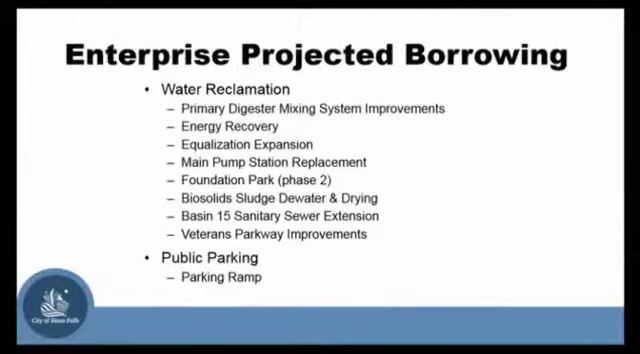 Enterprise Projected Borrowing
• Water Reclamation
– Primary Digester Mixing System Improvements
– Energy Recovery
– Equalization Expansion
– Main Pump Station Replacement
– Foundation Park (phase 2)
– Biosolids Sludge Dewater & Drying
– Basin 15 Sanitary Sewer Extension
– Veterans Parkway Improvements
• Public Parking
– Parking Ramp
City of Sioux Falls